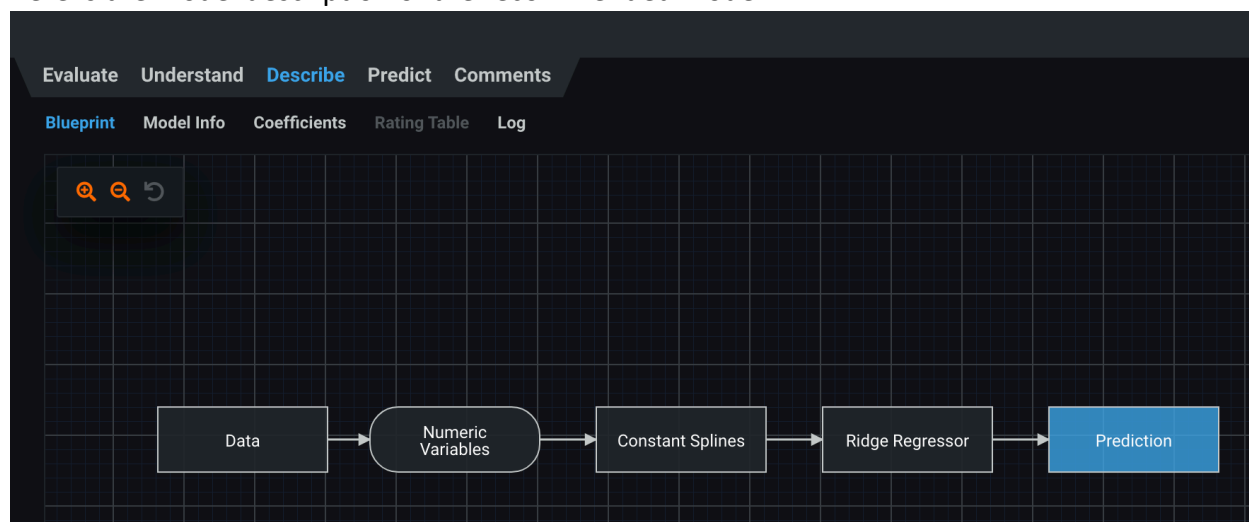 Evaluate Understand Describe Predict Comments
Blueprint Model Info Coefficients Rating Table Log
Data
Numeric
Variables
Constant Splines
Ridge Regressor
Prediction